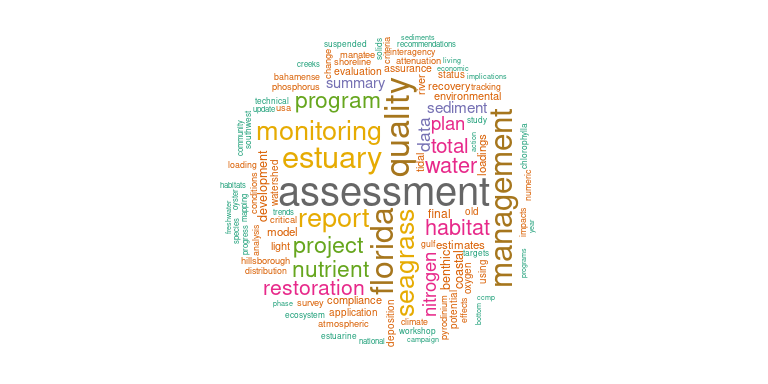 sediments
suspended
solids
criteria
recommendations
creeks
change
manatee
interagency
shoreline
attenuation
living
bahamense
evaluation
assurance
status
economic
implications
phosphorus
summary
river
recovery
tracking
environmental
technical
program
quality
sediment
update
usa
southwest
community
monitoring
data
plan
study
management
estuary
tidal
total
action
loadings
chlorophylla
loading
development
watershed
water
conditions
assessment
numeric
habitats
oyster
mapping
freshwater
species
progress
trends
critical
report
florida
seagrass
final
old
habitat
impacts
year
analysis
model
light
project
gulf
estimates
targets
hillsborough
distribution
nutrient
nitrogen
benthic
coastal
oxygen
using
programs
restoration
phase
survey
compliance
ecosystem
application
atmospheric
deposition
climate
workshop
pyrodinium
potential
effects
bottom
ccmp
estuarine
national
campaign